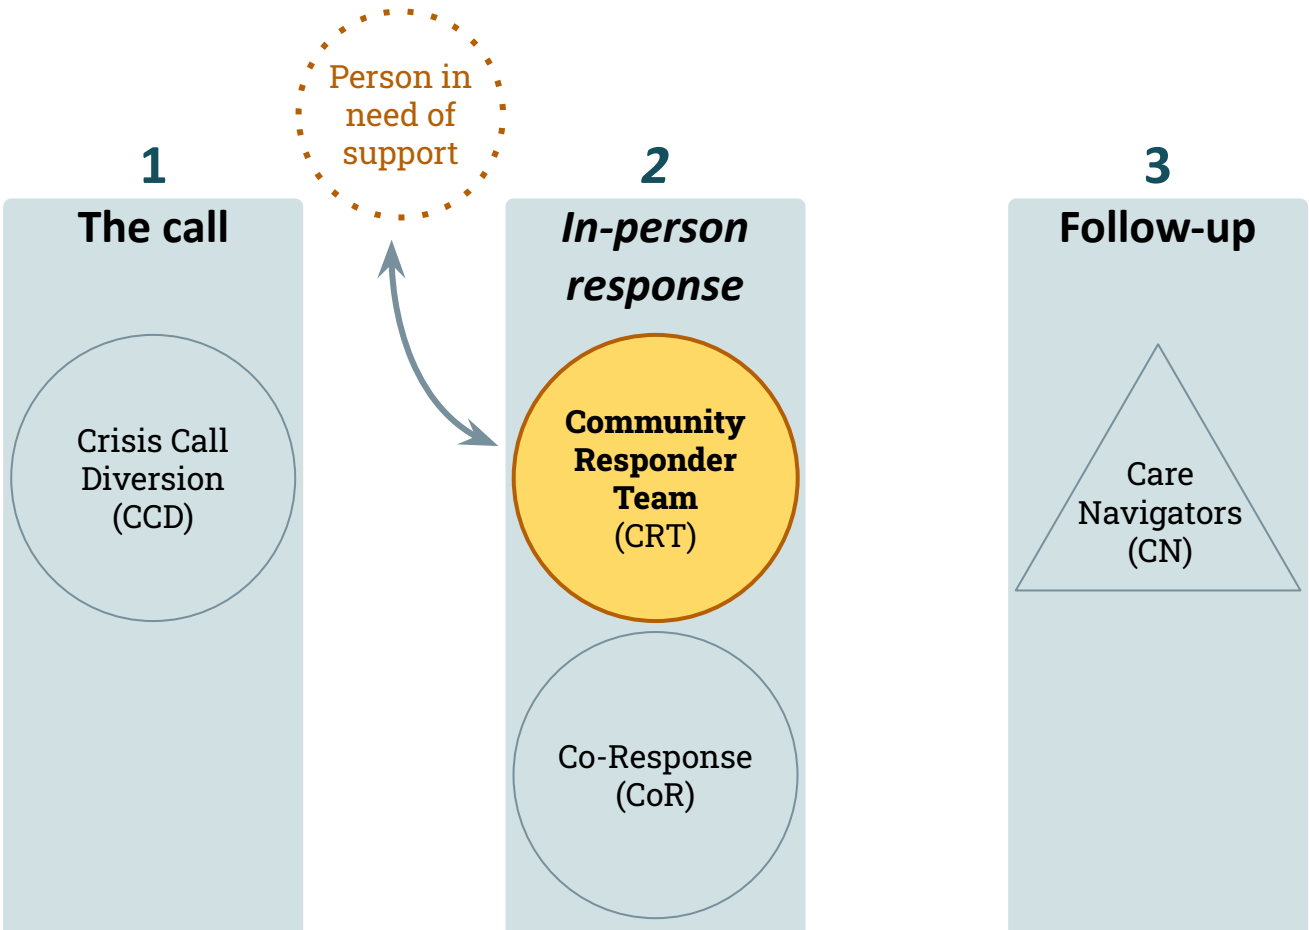 Person in
need of
support
1
The call
Crisis Call
Diversion
(CCD)
2
In-person
response
Community
Responder
Team
(CRT)
Co-Response
(CoR)
3
Follow-up
Care
Navigators
(CN)